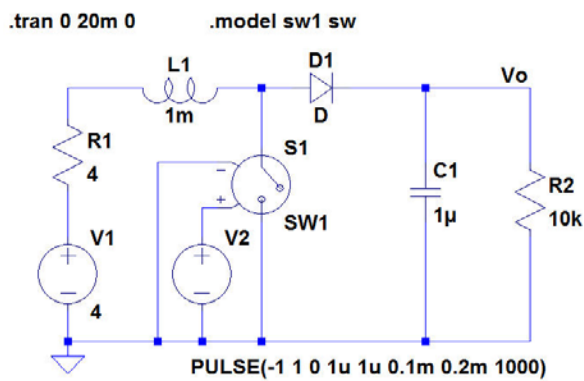 .tran 0 20m 0 .model sw1 sw
L1 D1 Vo
1m D
R1 S1
4 − C1 R2
+ SW1 1µ 10k
V1 V2
+ +
− −
4
PULSE(-1 1 0 1u 1u 0.1m 0.2m 1000)